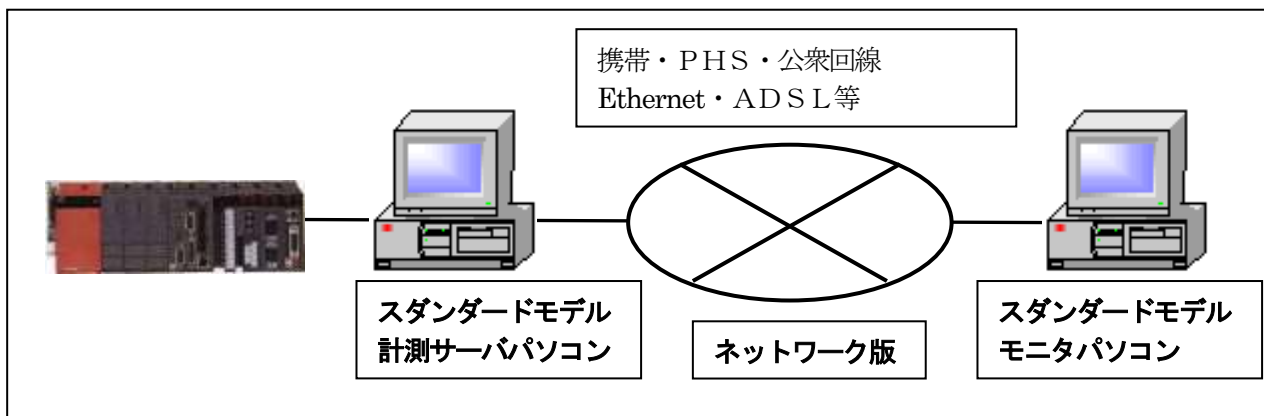 携帯・ＰＨＳ・公衆回線
Ethernet・ＡＤＳＬ等
スダンダードモデル
計測サーバパソコン
ネットワーク版
スダンダードモデル
モニタパソコン